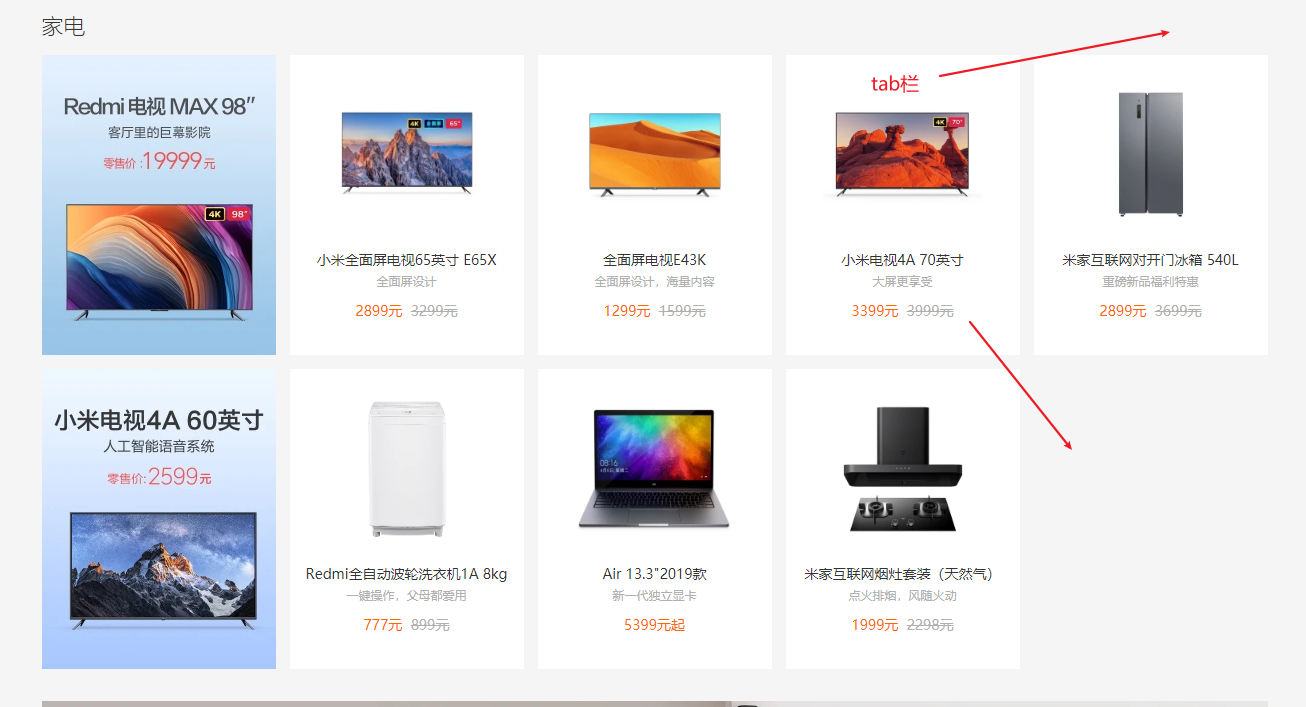 家电
tab栏
Redmi 电视 MAX 98"
客厅里的巨幕影院
零售价:19999元
4K 98"
4K 65"
小米全面屏电视65英寸 E65X
全面屏设计
2899元 3299元
全面屏电视E43K
全面屏设计，海量内容
1299元 1599元
4K 70"
小米电视4A 70英寸
大屏更享受
3399元 3999元
米家互联网对开门冰箱 540L
重磅新品福利特惠
2899元 3699元
小米电视4A 60英寸
人工智能语音系统
零售价:2599元
Redmi全自动波轮洗衣机1A 8kg
一键操作，父母都爱用
777元 899元
08:16
Air 13.3"2019款
新一代独立显卡
5399元起
米家互联网烟灶套装（天然气）
点火排烟，风随火动
1999元 2298元